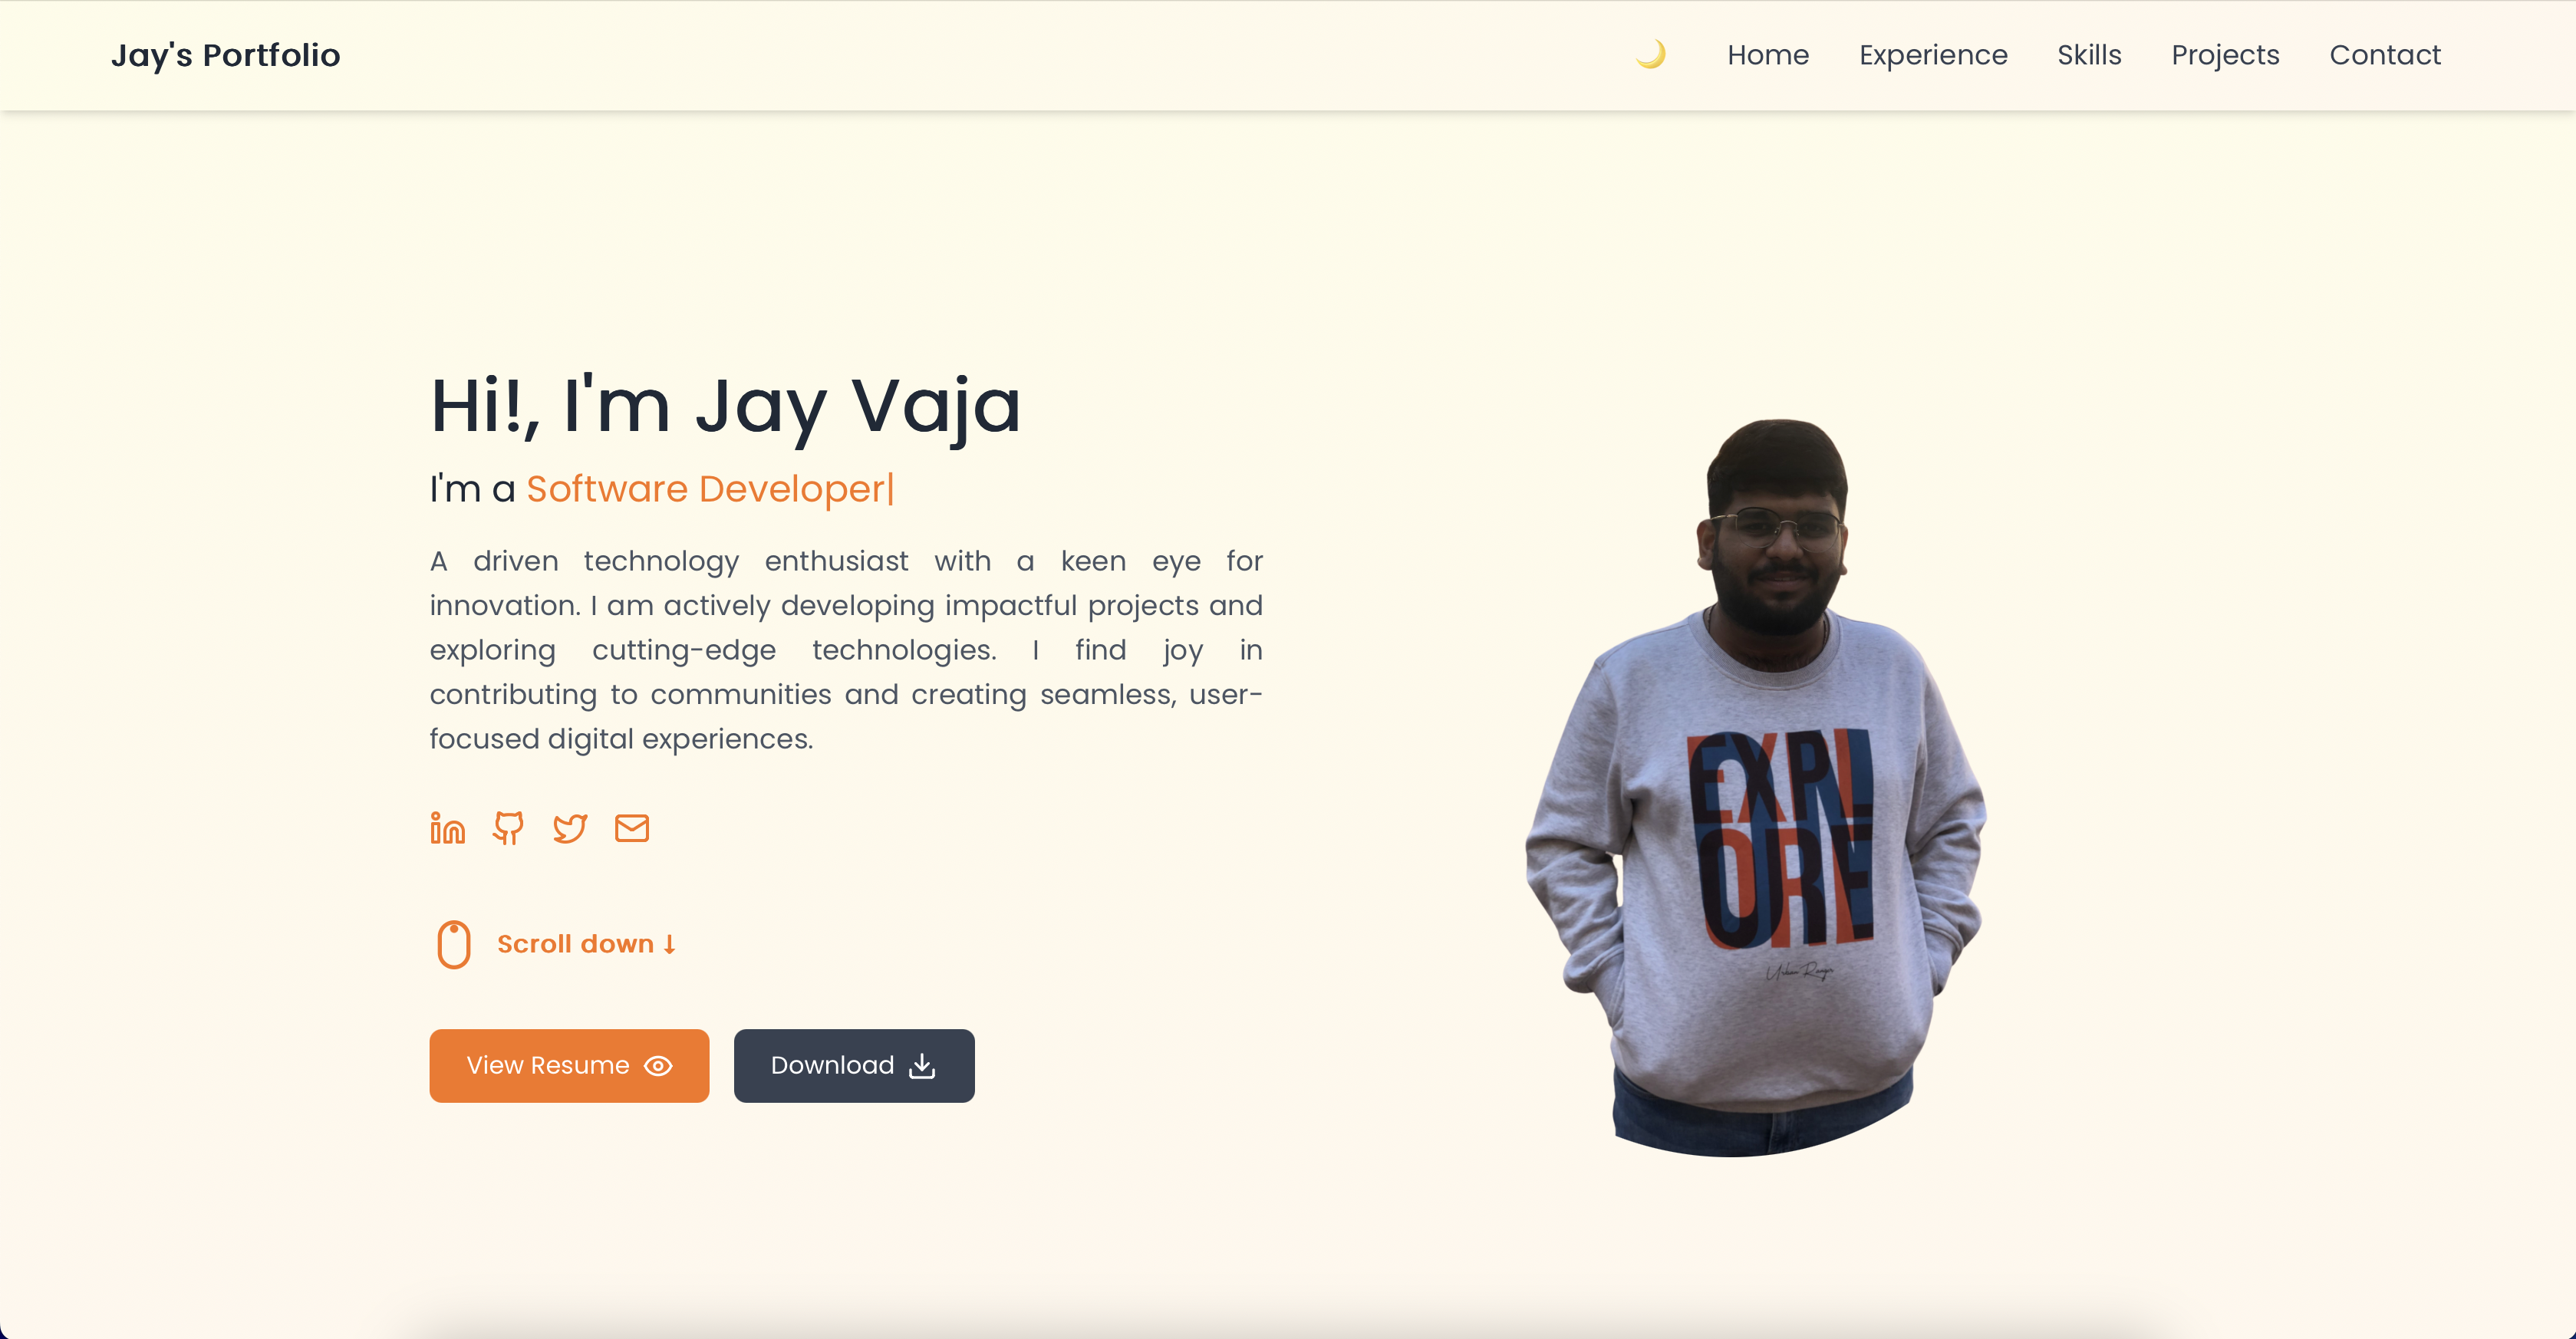 Jay's Portfolio
Home Experience Skills Projects Contact
Hi!, I'm Jay Vaja
I'm a Software Developer|
A driven technology enthusiast with a keen eye for
innovation. I am actively developing impactful projects and
exploring cutting-edge technologies. I find joy in
contributing to communities and creating seamless, user-
focused digital experiences.
Scroll down ↓
View Resume
Download
EXPL
ORE